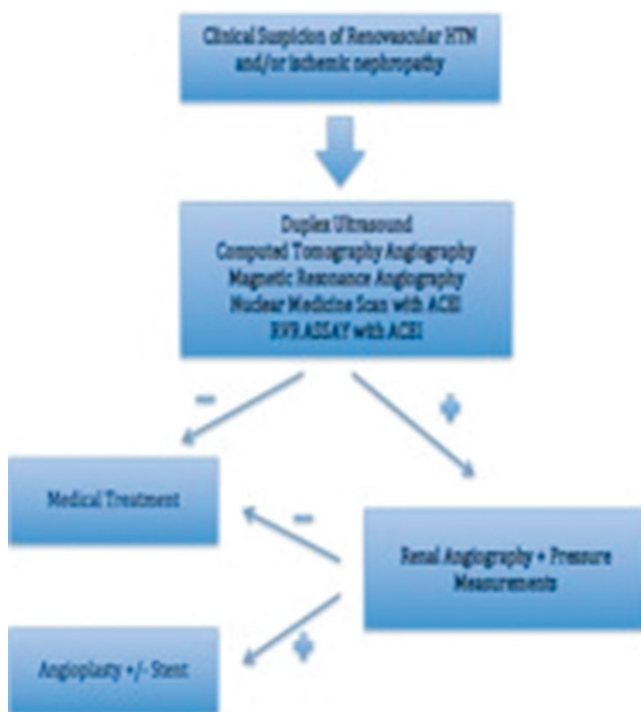 Clinical Suspicion of Renovascular HTN
and/or ischemic nephropathy
Duplex Ultrasound
Computed Tomography Angiography
Magnetic Resonance Angiography
Nuclear Medicine Scan with ACEI
RVR ASSAY with ACEI
-
+
Medical Treatment
-
Renal Angiography + Pressure
Measurements
+
Angioplasty +/- Stent